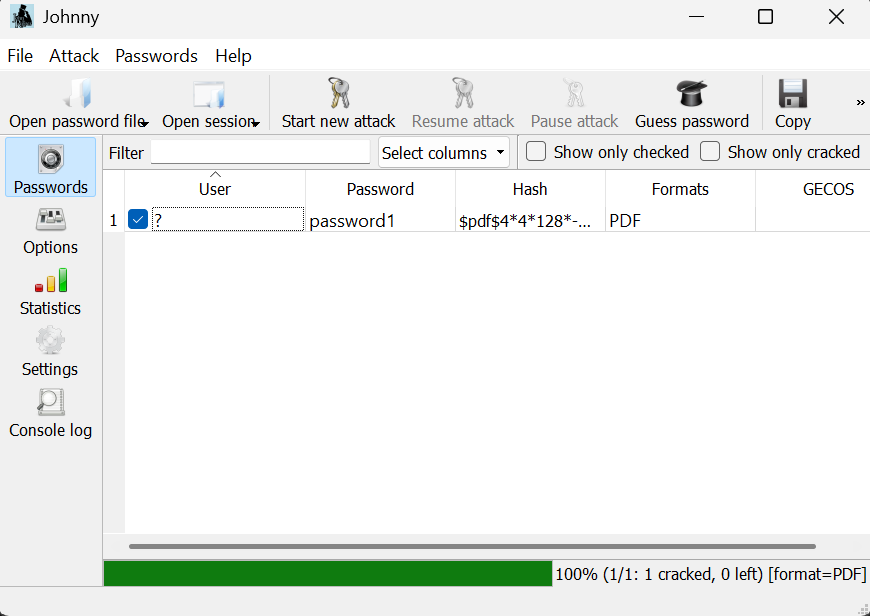 Johnny
File Attack Passwords Help
Open password file Open session Start new attack Resume attack Pause attack Guess password Copy »
Passwords
Options
Statistics
Settings
Console log
Filter Select columns Show only checked Show only cracked
User Password Hash Formats GECOS
1 ? password1 $pdf$4*4*128*-... PDF
100% (1/1: 1 cracked, 0 left) [format=PDF]